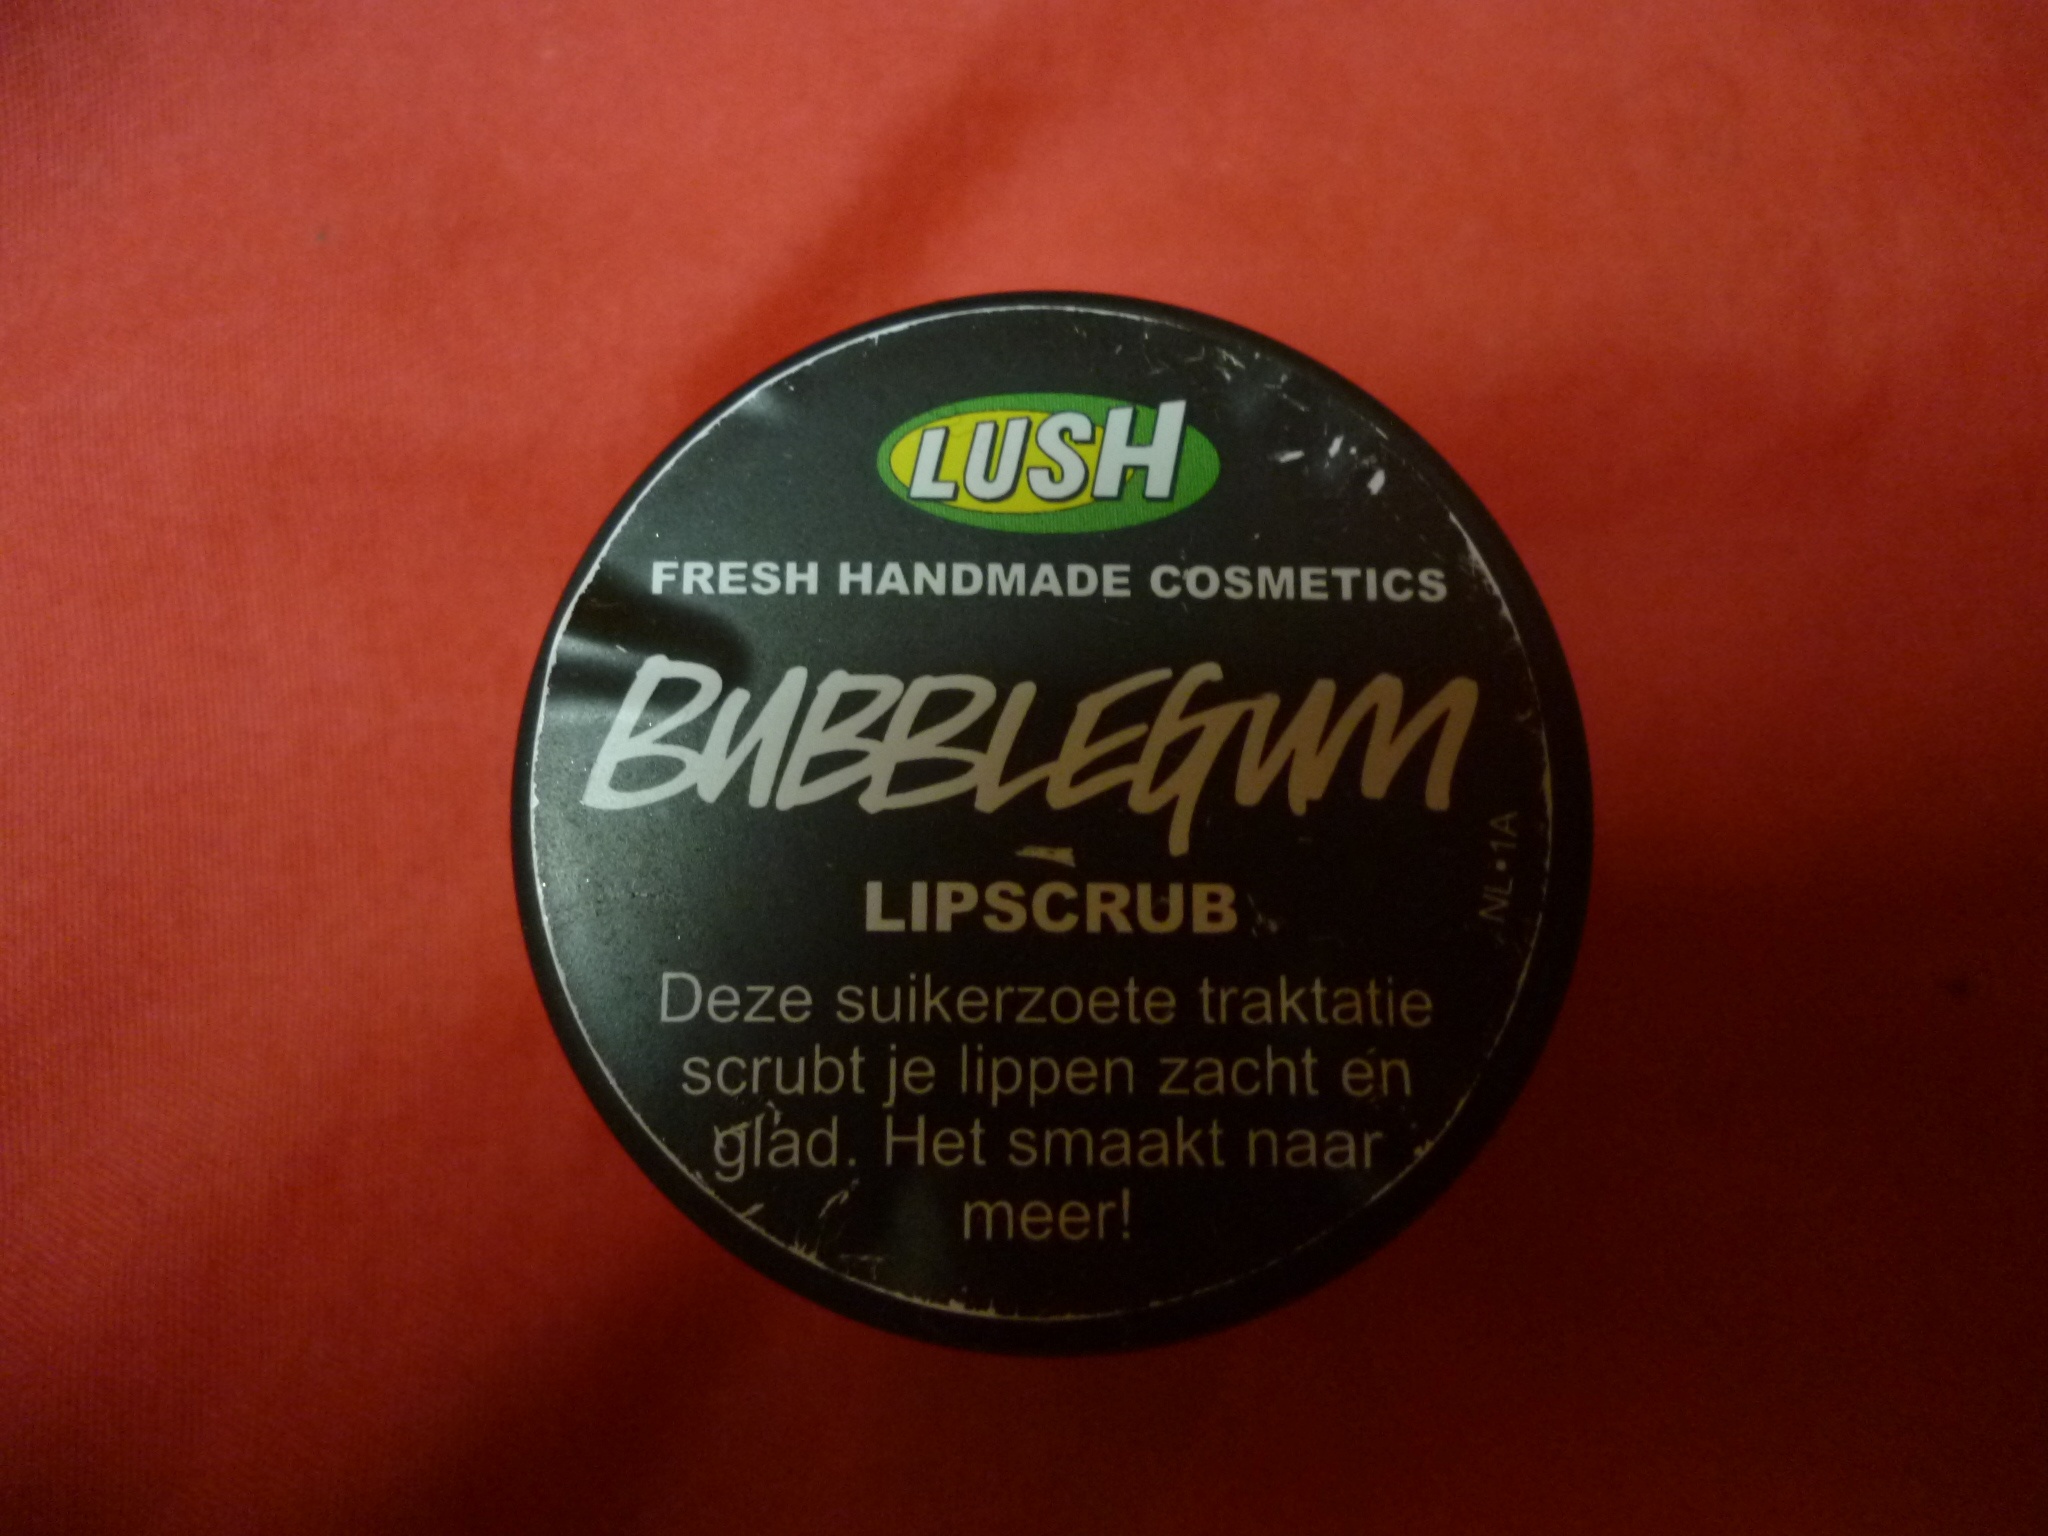 LUSH
FRESH HANDMADE COSMETICS
BUBBLEGUM
LIPSCRUB
Deze suikerzoete traktatie
scrubt je lippen zacht en
glad. Het smaakt naar
meer!
NL•1A